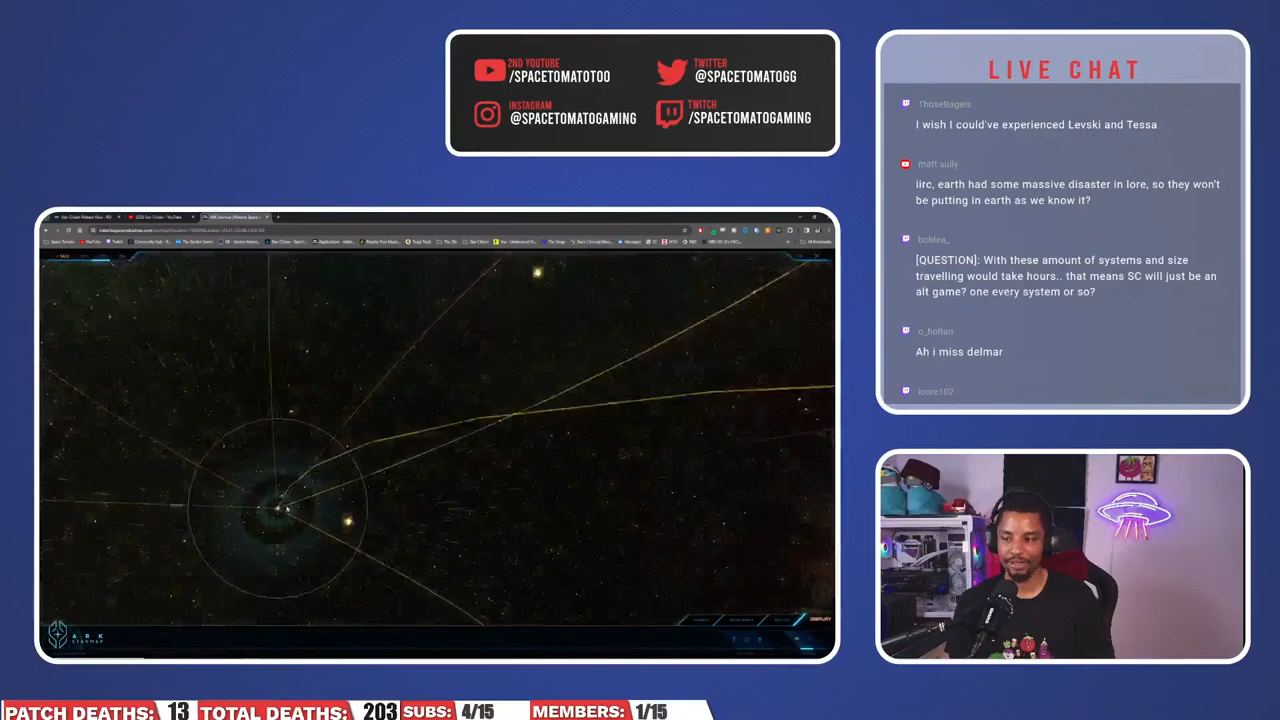 2ND YOUTUBE
/SPACETOMATOTOO
TWITTER
@SPACETOMATOGG
INSTAGRAM
@SPACETOMATOGAMING
TWITCH
/SPACETOMATOGAMING
LIVE CHAT
ThoseBagels
I wish I could've experienced Levski and Tessa
matt sully
iirc, earth had some massive disaster in lore, so they won't
be putting in earth as we know it?
boblea_
[QUESTION]: With these amount of systems and size
travelling would take hours.. that means SC will just be an
alt game? one every system or so?
o_holtan
Ah i miss delmar
icore102
ARK
STARMAP
DISPLAY
PATCH DEATHS: 13 TOTAL DEATHS: 203 SUBS: 4/15 MEMBERS: 1/15